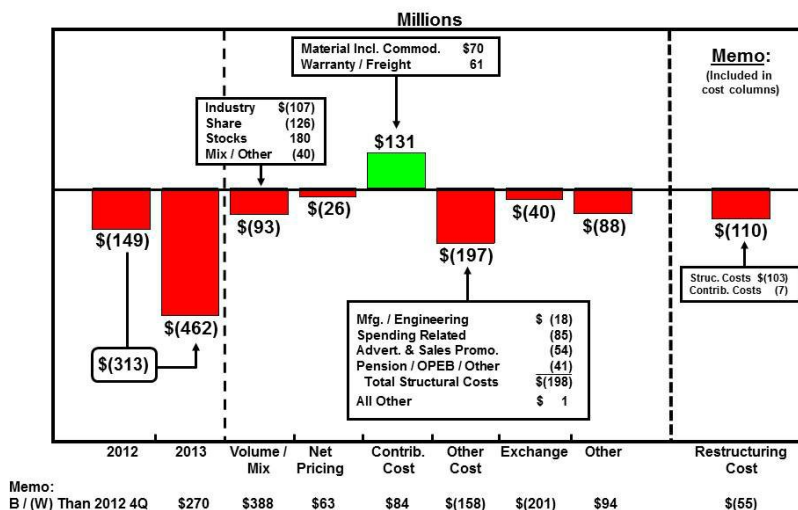 Millions
Material Incl. Commod. $70
Warranty / Freight 61
Memo:
(Included in
cost columns)
Industry $(107)
Share (126)
Stocks 180
Mix / Other (40)
$131
$(149)
$(462)
$(93)
$(26)
$(197)
$(40)
$(88)
$(110)
$(313)
Struc. Costs $(103)
Contrib. Costs (7)
Mfg. / Engineering $ (18)
Spending Related (85)
Advert. & Sales Promo. (54)
Pension / OPEB / Other (41)
Total Structural Costs $(198)
All Other $ 1
2012 2013 Volume / Net Contrib. Other Exchange Other Restructuring
Mix Pricing Cost Cost Cost
Memo:
B / (W) Than 2012 4Q $270 $388 $63 $84 $(158) $(201) $94 $(55)